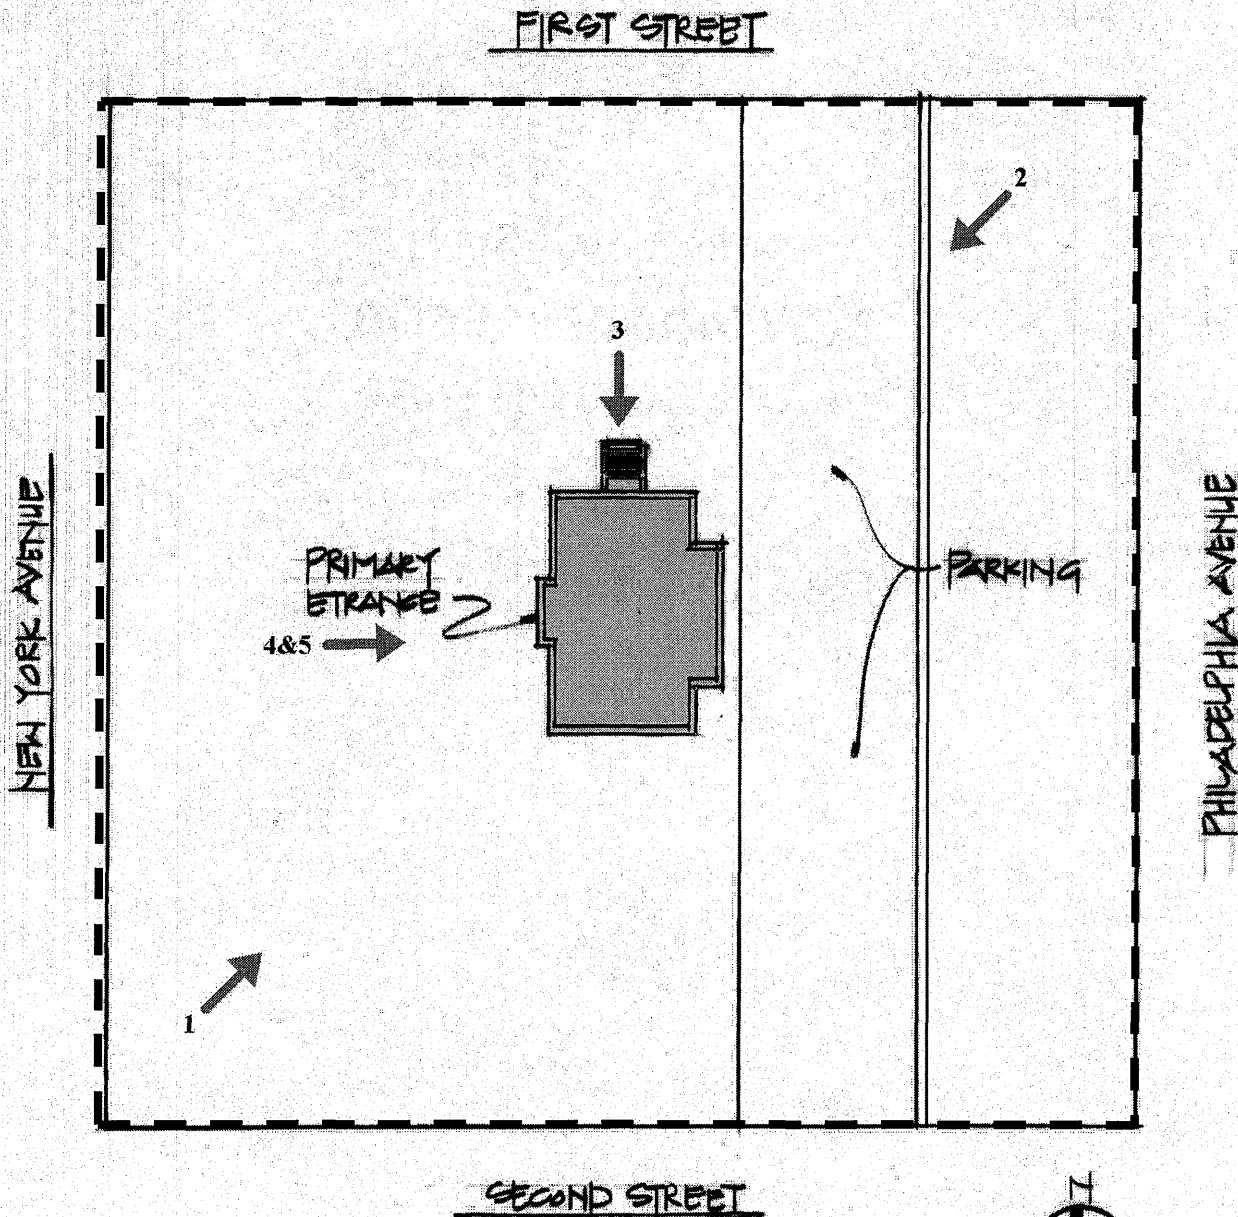 FIRST STREET
2
3
NEW YORK AVENUE
PRIMARY
ETRANCE
4&5
PARKING
PHILADELPHIA AVENUE
1
SECOND STREET
N